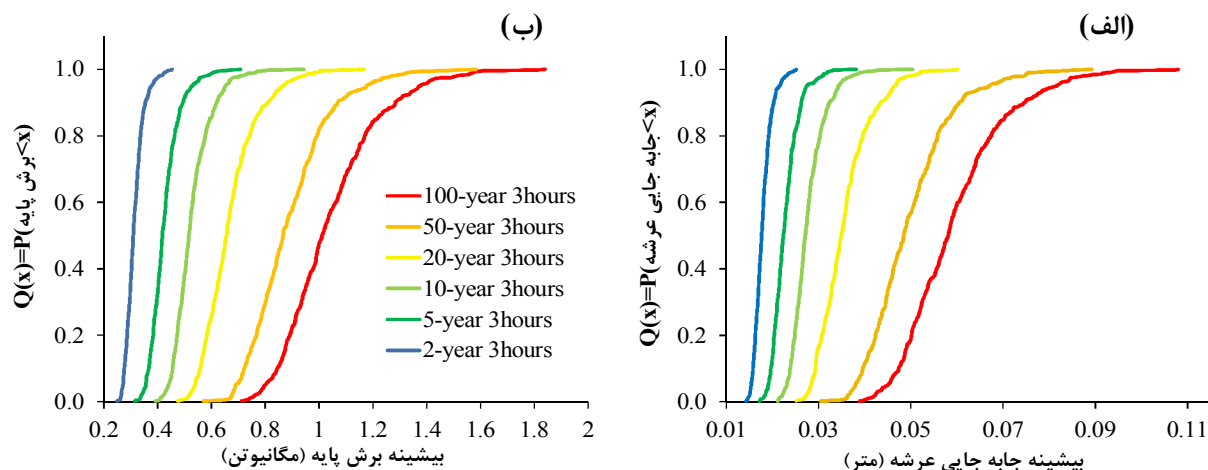 (ب)
Q(x)=P(برش پایه<x)
1.0
0.8
0.6
0.4
0.2
0.0
100-year 3hours
50-year 3hours
20-year 3hours
10-year 3hours
5-year 3hours
2-year 3hours
0.2 0.4 0.6 0.8 1 1.2 1.4 1.6 1.8 2
بیشینه برش پایه (مگانیوتن)
(الف)
Q(x)=P(جابه جایی عرشه<x)
1.0
0.8
0.6
0.4
0.2
0.0
0.01 0.03 0.05 0.07 0.09 0.11
بیشینه جابه جایی عرشه (متر)